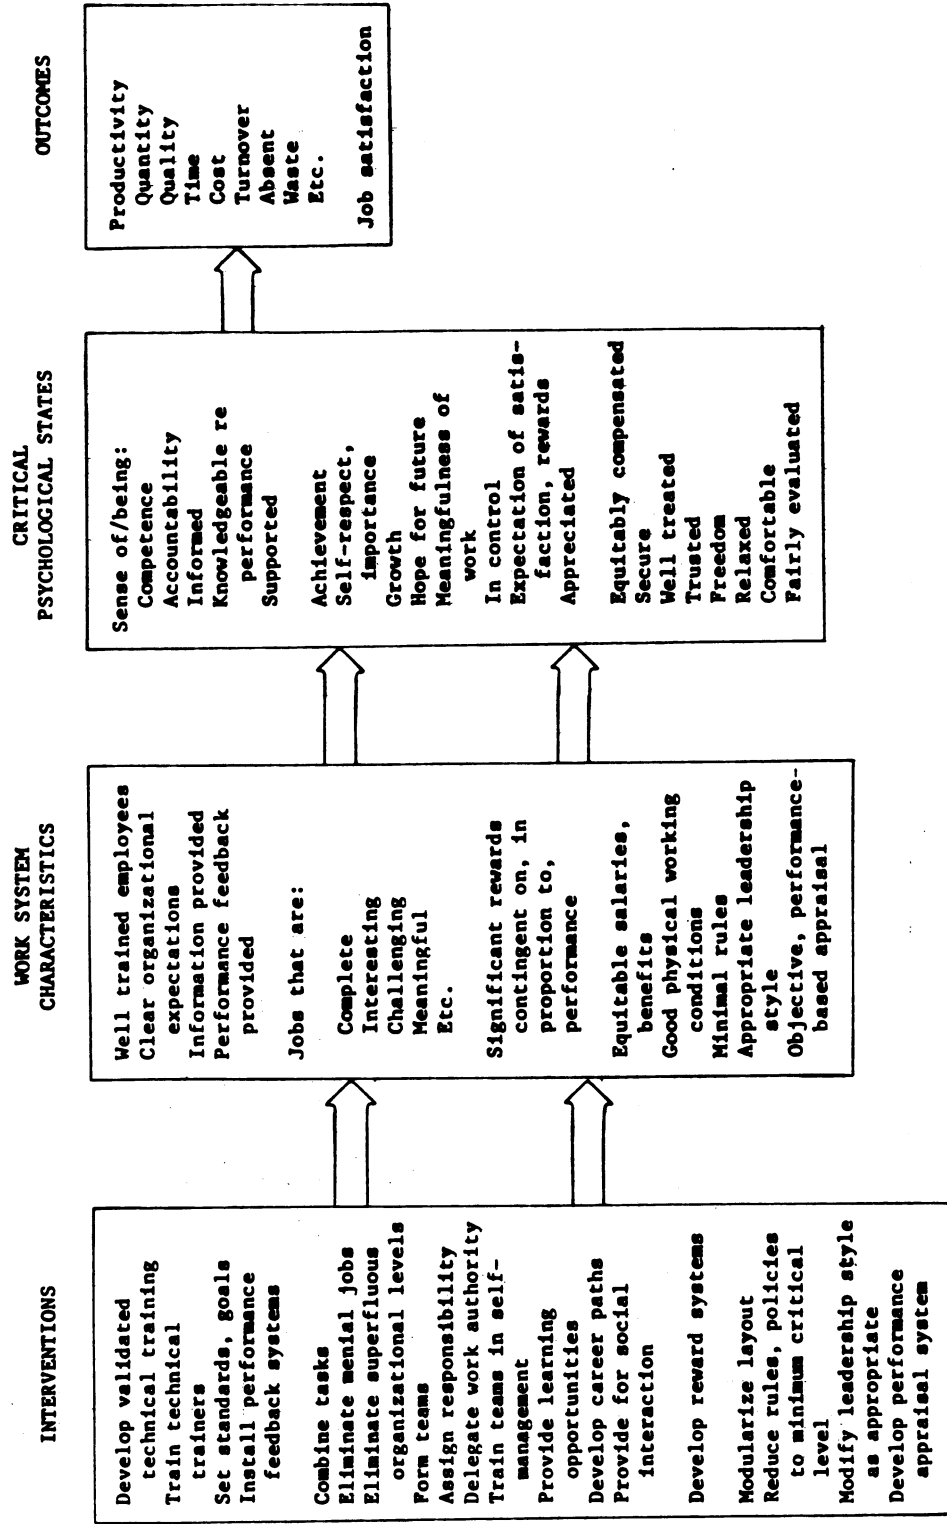 INTERVENTIONS
Develop validated
technical training
Train technical
trainers
Set standards, goals
Install performance
feedback systems
Combine tasks
Eliminate menial jobs
Eliminate superfluous
organizational levels
Form teams
Assign responsibility
Delegate work authority
Train teams in self-
management
Provide learning
opportunities
Develop career paths
Provide for social
interaction
Develop reward systems
Modularize layout
Reduce rules, policies
to minimum critical
level
Modify leadership style
as appropriate
Develop performance
appraisal system
WORK SYSTEM
CHARACTERISTICS
Well trained employees
Clear organizational
expectations
Information provided
Performance feedback
provided
Jobs that are:
Complete
Interesting
Challenging
Meaningful
Etc.
Significant rewards
contingent on, in
proportion to,
performance
Equitable salaries,
benefits
Good physical working
conditions
Minimal rules
Appropriate leadership
style
Objective, performance-
based appraisal
CRITICAL
PSYCHOLOGICAL STATES
Sense of/being:
Competence
Accountability
Informed
Knowledgeable re
performance
Supported
Achievement
Self-respect,
importance
Growth
Hope for future
Meaningfulness of
work
In control
Expectation of satis-
faction, rewards
Appreciated
Equitably compensated
Secure
Well treated
Trusted
Freedom
Relaxed
Comfortable
Fairly evaluated
OUTCOMES
Productivity
Quantity
Quality
Time
Cost
Turnover
Absent
Waste
Etc.
Job satisfaction